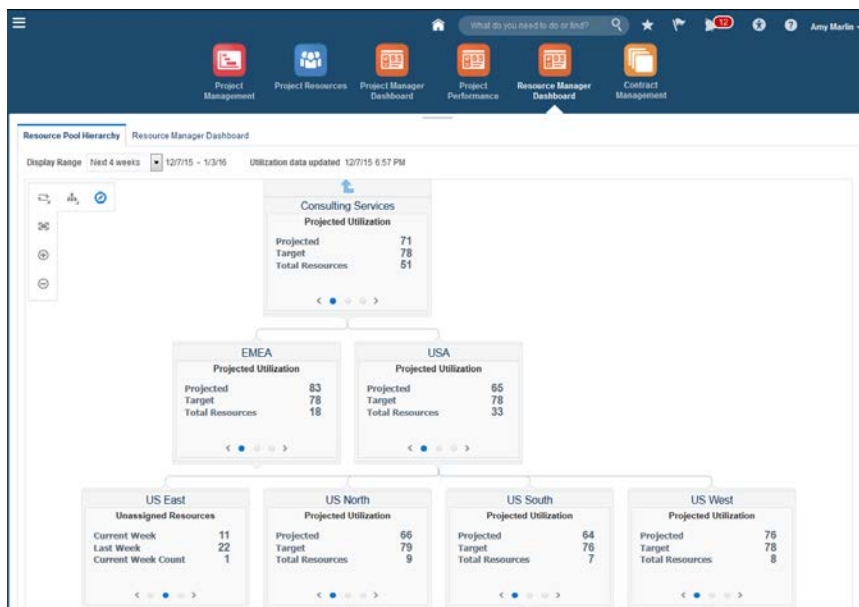 What do you need to do or find?
12
Amy Marlin
Project Management
Project Resources
Project Manager Dashboard
Project Performance
Resource Manager Dashboard
Contract Management
Resource Pool Hierarchy
Resource Manager Dashboard
Display Range Next 4 weeks 12/7/15 - 1/3/16 Utilization data updated 12/7/15 6:57 PM
Consulting Services
Projected Utilization
Projected 71
Target 78
Total Resources 51
EMEA
Projected Utilization
Projected 83
Target 78
Total Resources 18
USA
Projected Utilization
Projected 65
Target 78
Total Resources 33
US East
Unassigned Resources
Current Week 11
Last Week 22
Current Week Count 1
US North
Projected Utilization
Projected 66
Target 79
Total Resources 9
US South
Projected Utilization
Projected 64
Target 76
Total Resources 7
US West
Projected Utilization
Projected 76
Target 78
Total Resources 8